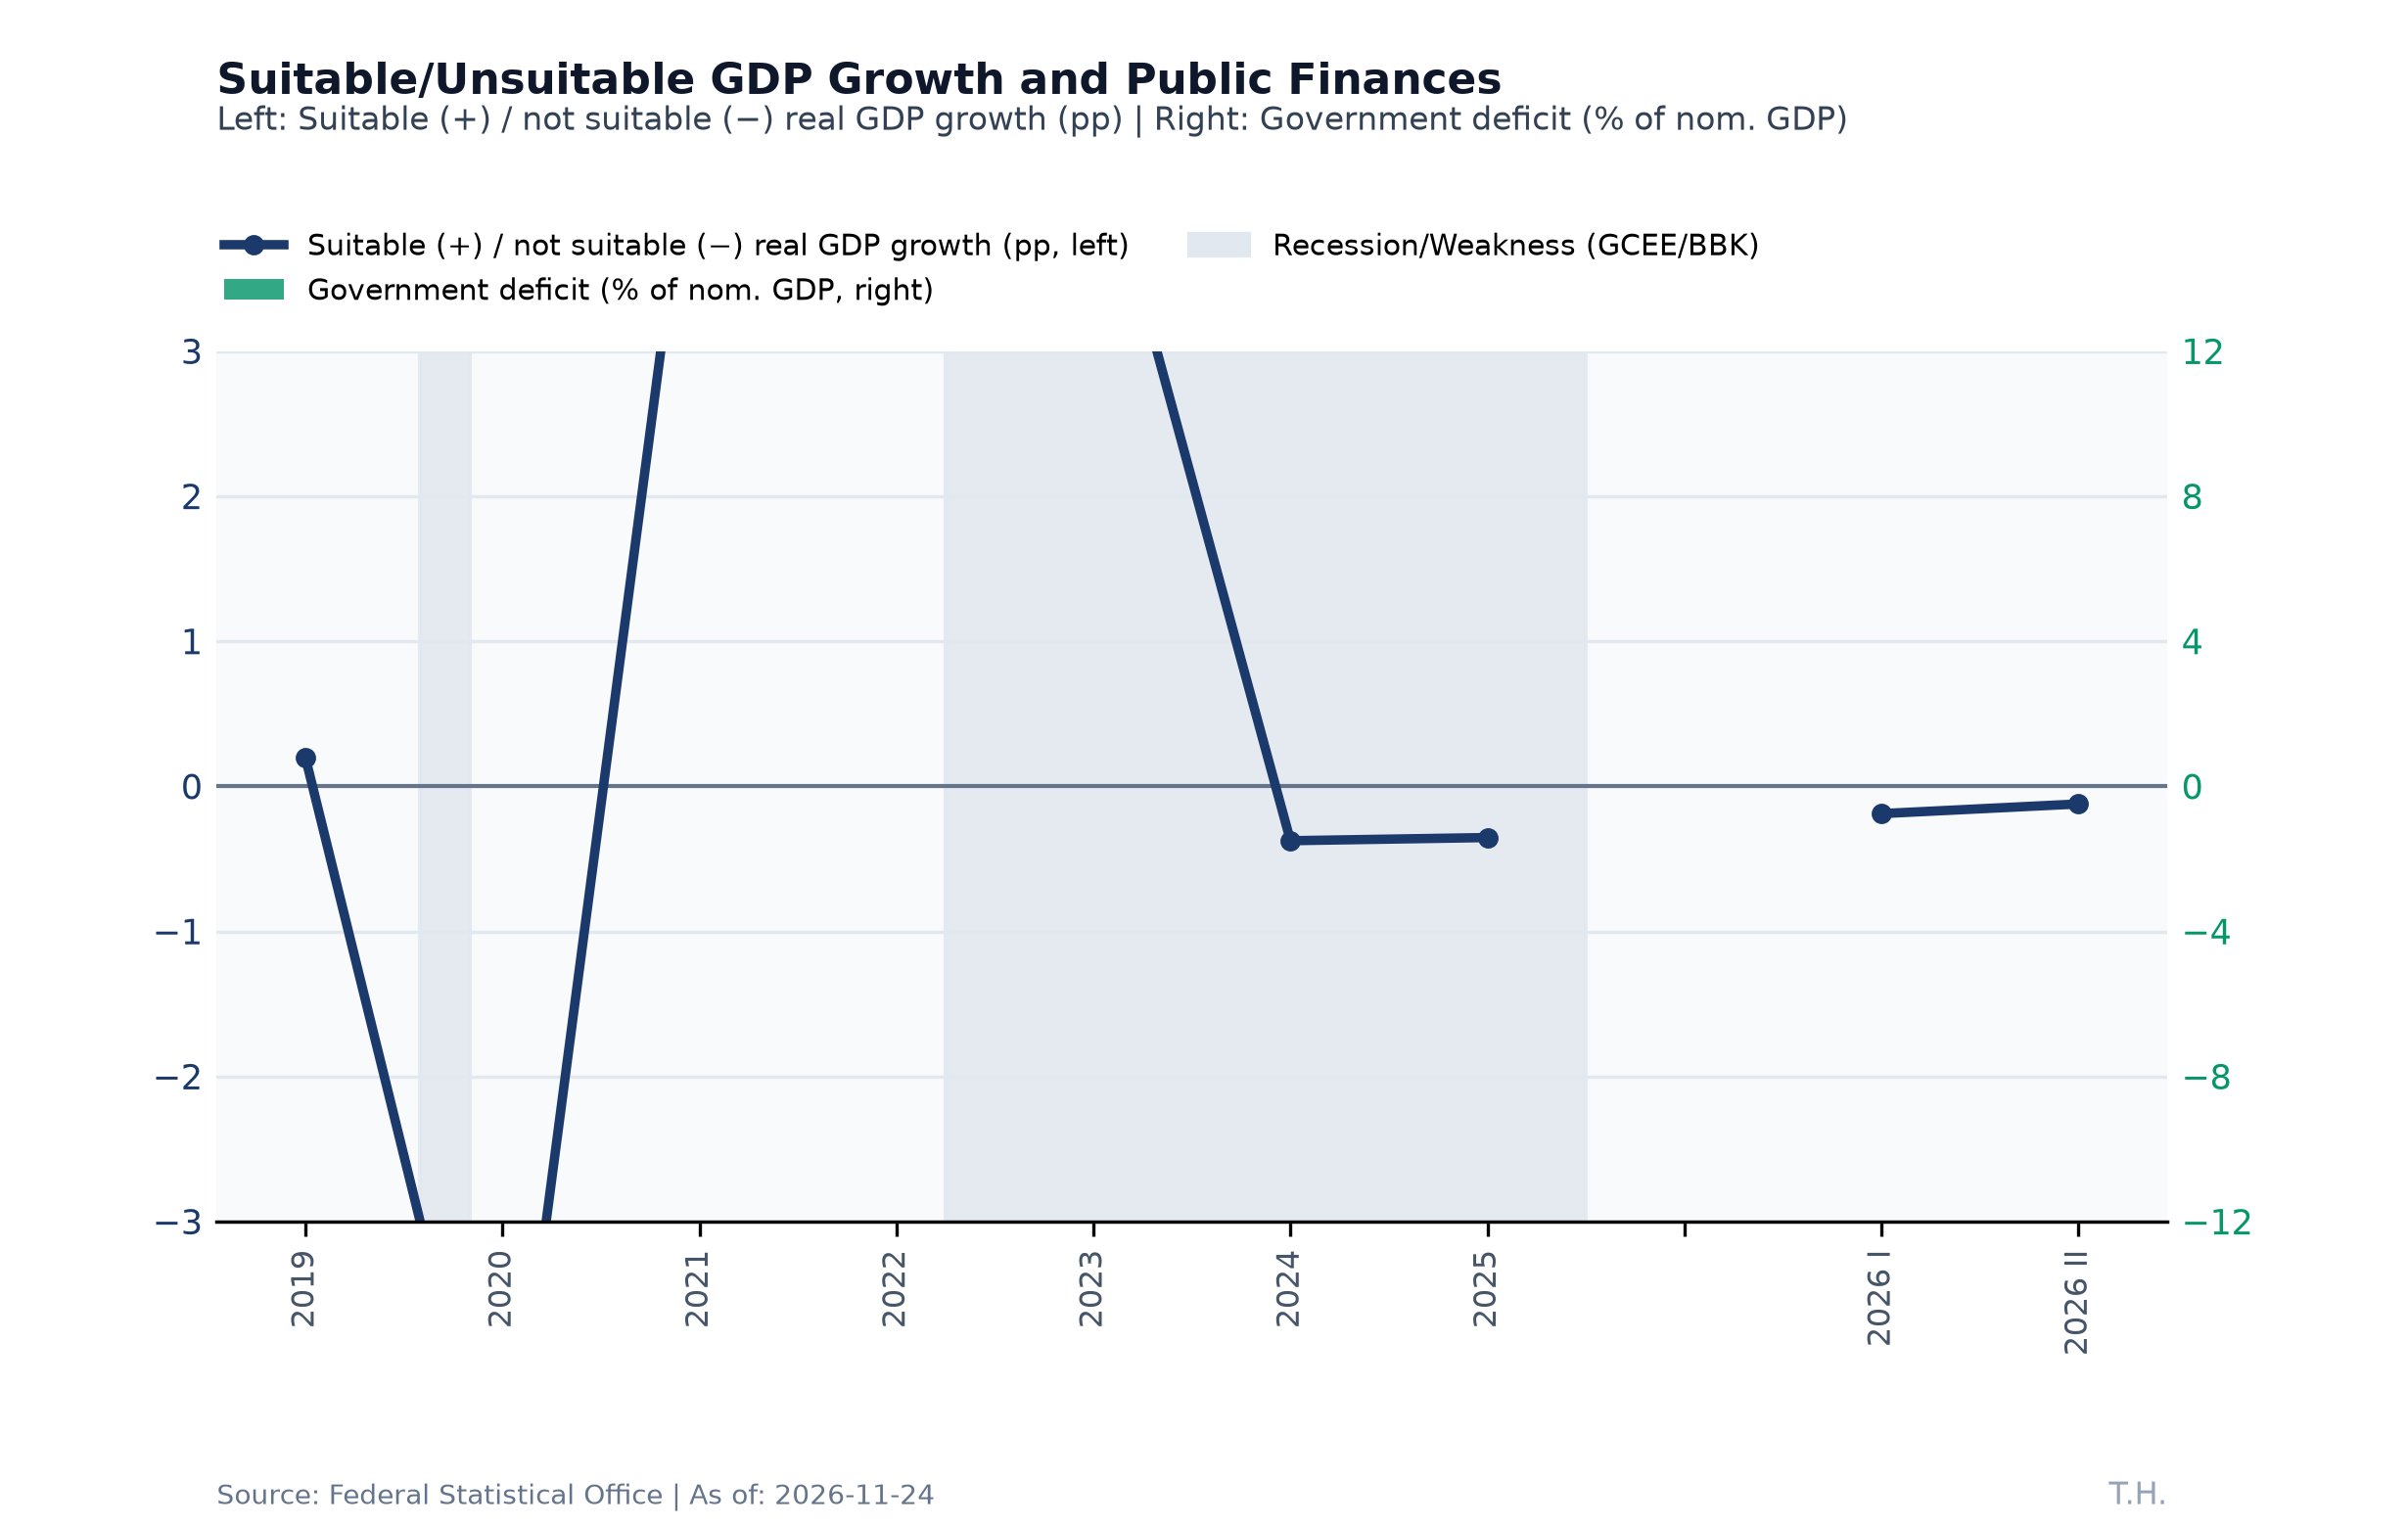 Suitable/Unsuitable GDP Growth and Public Finances
Left: Suitable (+) / not suitable (−) real GDP growth (pp) | Right: Government deficit (% of nom. GDP)
Suitable (+) / not suitable (−) real GDP growth (pp, left)
Recession/Weakness (GCEE/BBK)
Government deficit (% of nom. GDP, right)
3
2
1
0
−1
−2
−3
12
8
4
0
−4
−8
−12
2019
2020
2021
2022
2023
2024
2025
2026 I
2026 II
Source: Federal Statistical Office | As of: 2026-11-24
T.H.